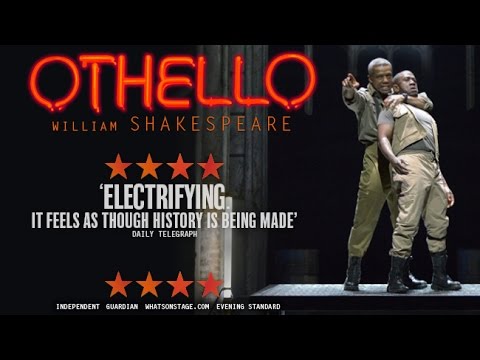 OTHELLO
WILLIAM SHAKESPEARE
‘ELECTRIFYING.
IT FEELS AS THOUGH HISTORY IS BEING MADE’
DAILY TELEGRAPH
INDEPENDENT GUARDIAN WHATSONSTAGE.COM EVENING STANDARD